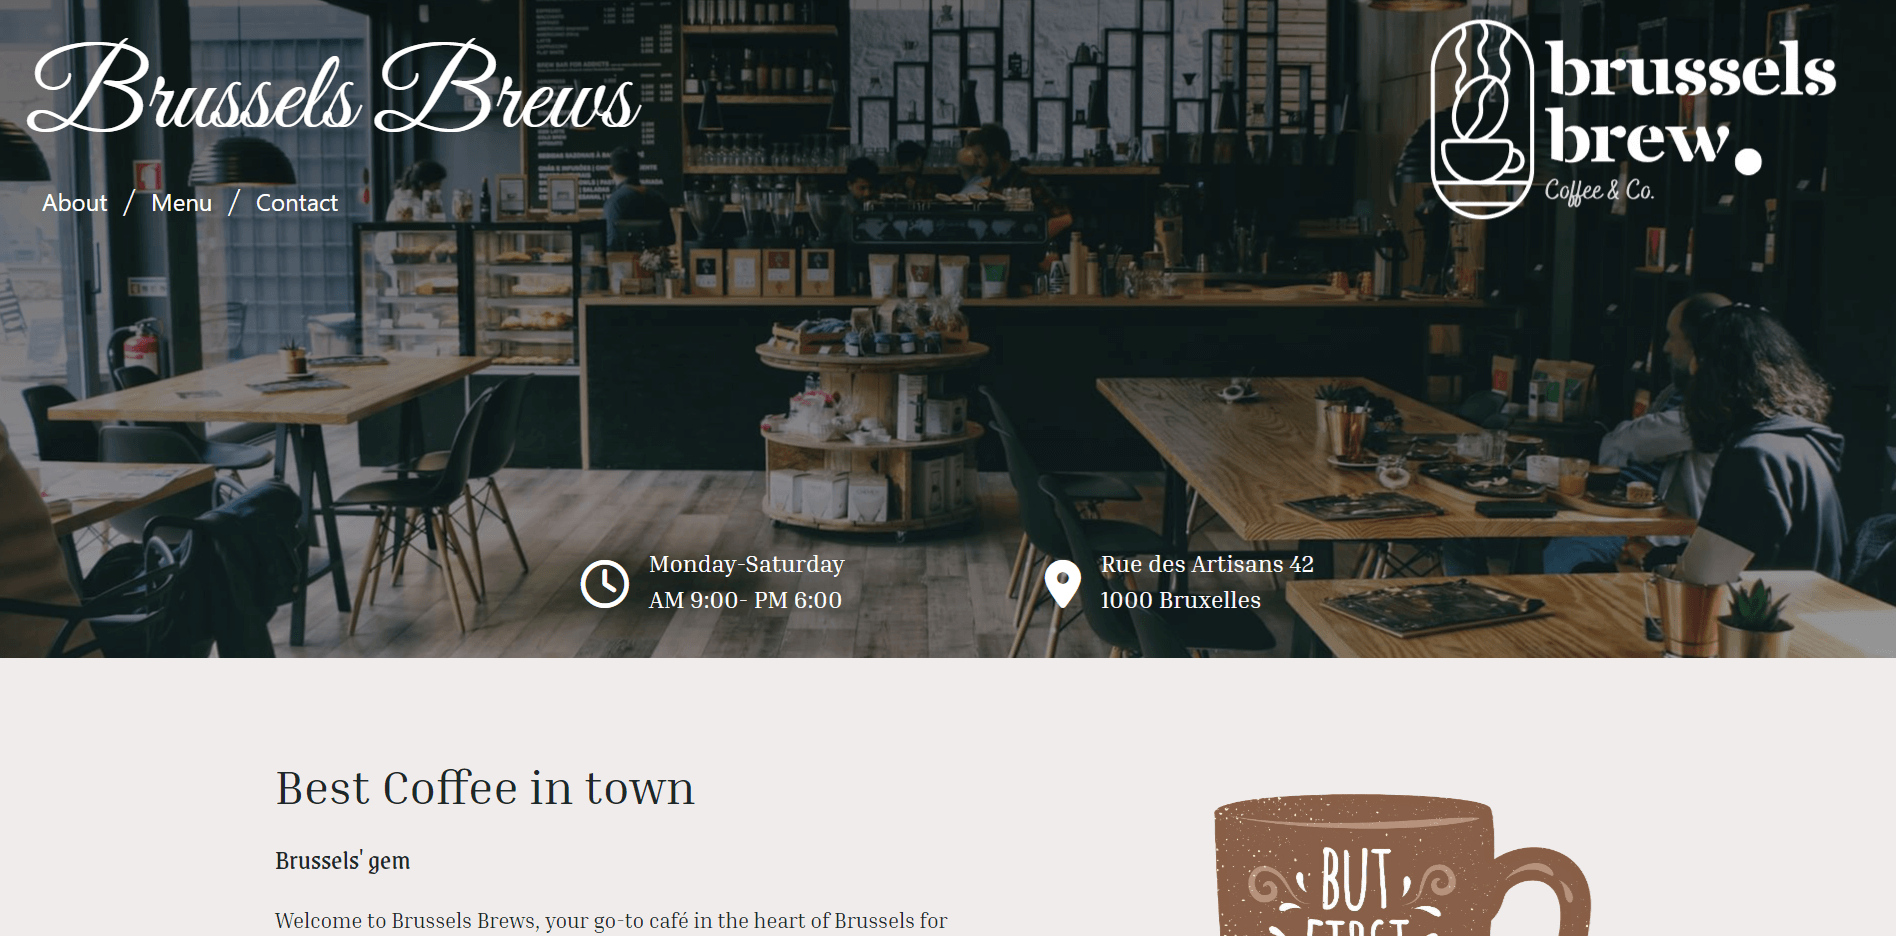 Brussels Brews
brussels
brew.
Coffee & Co.
About / Menu / Contact
Monday-Saturday
AM 9:00- PM 6:00
Rue des Artisans 42
1000 Bruxelles
Best Coffee in town
Brussels' gem
Welcome to Brussels Brews, your go-to café in the heart of Brussels for
BUT
FIRST